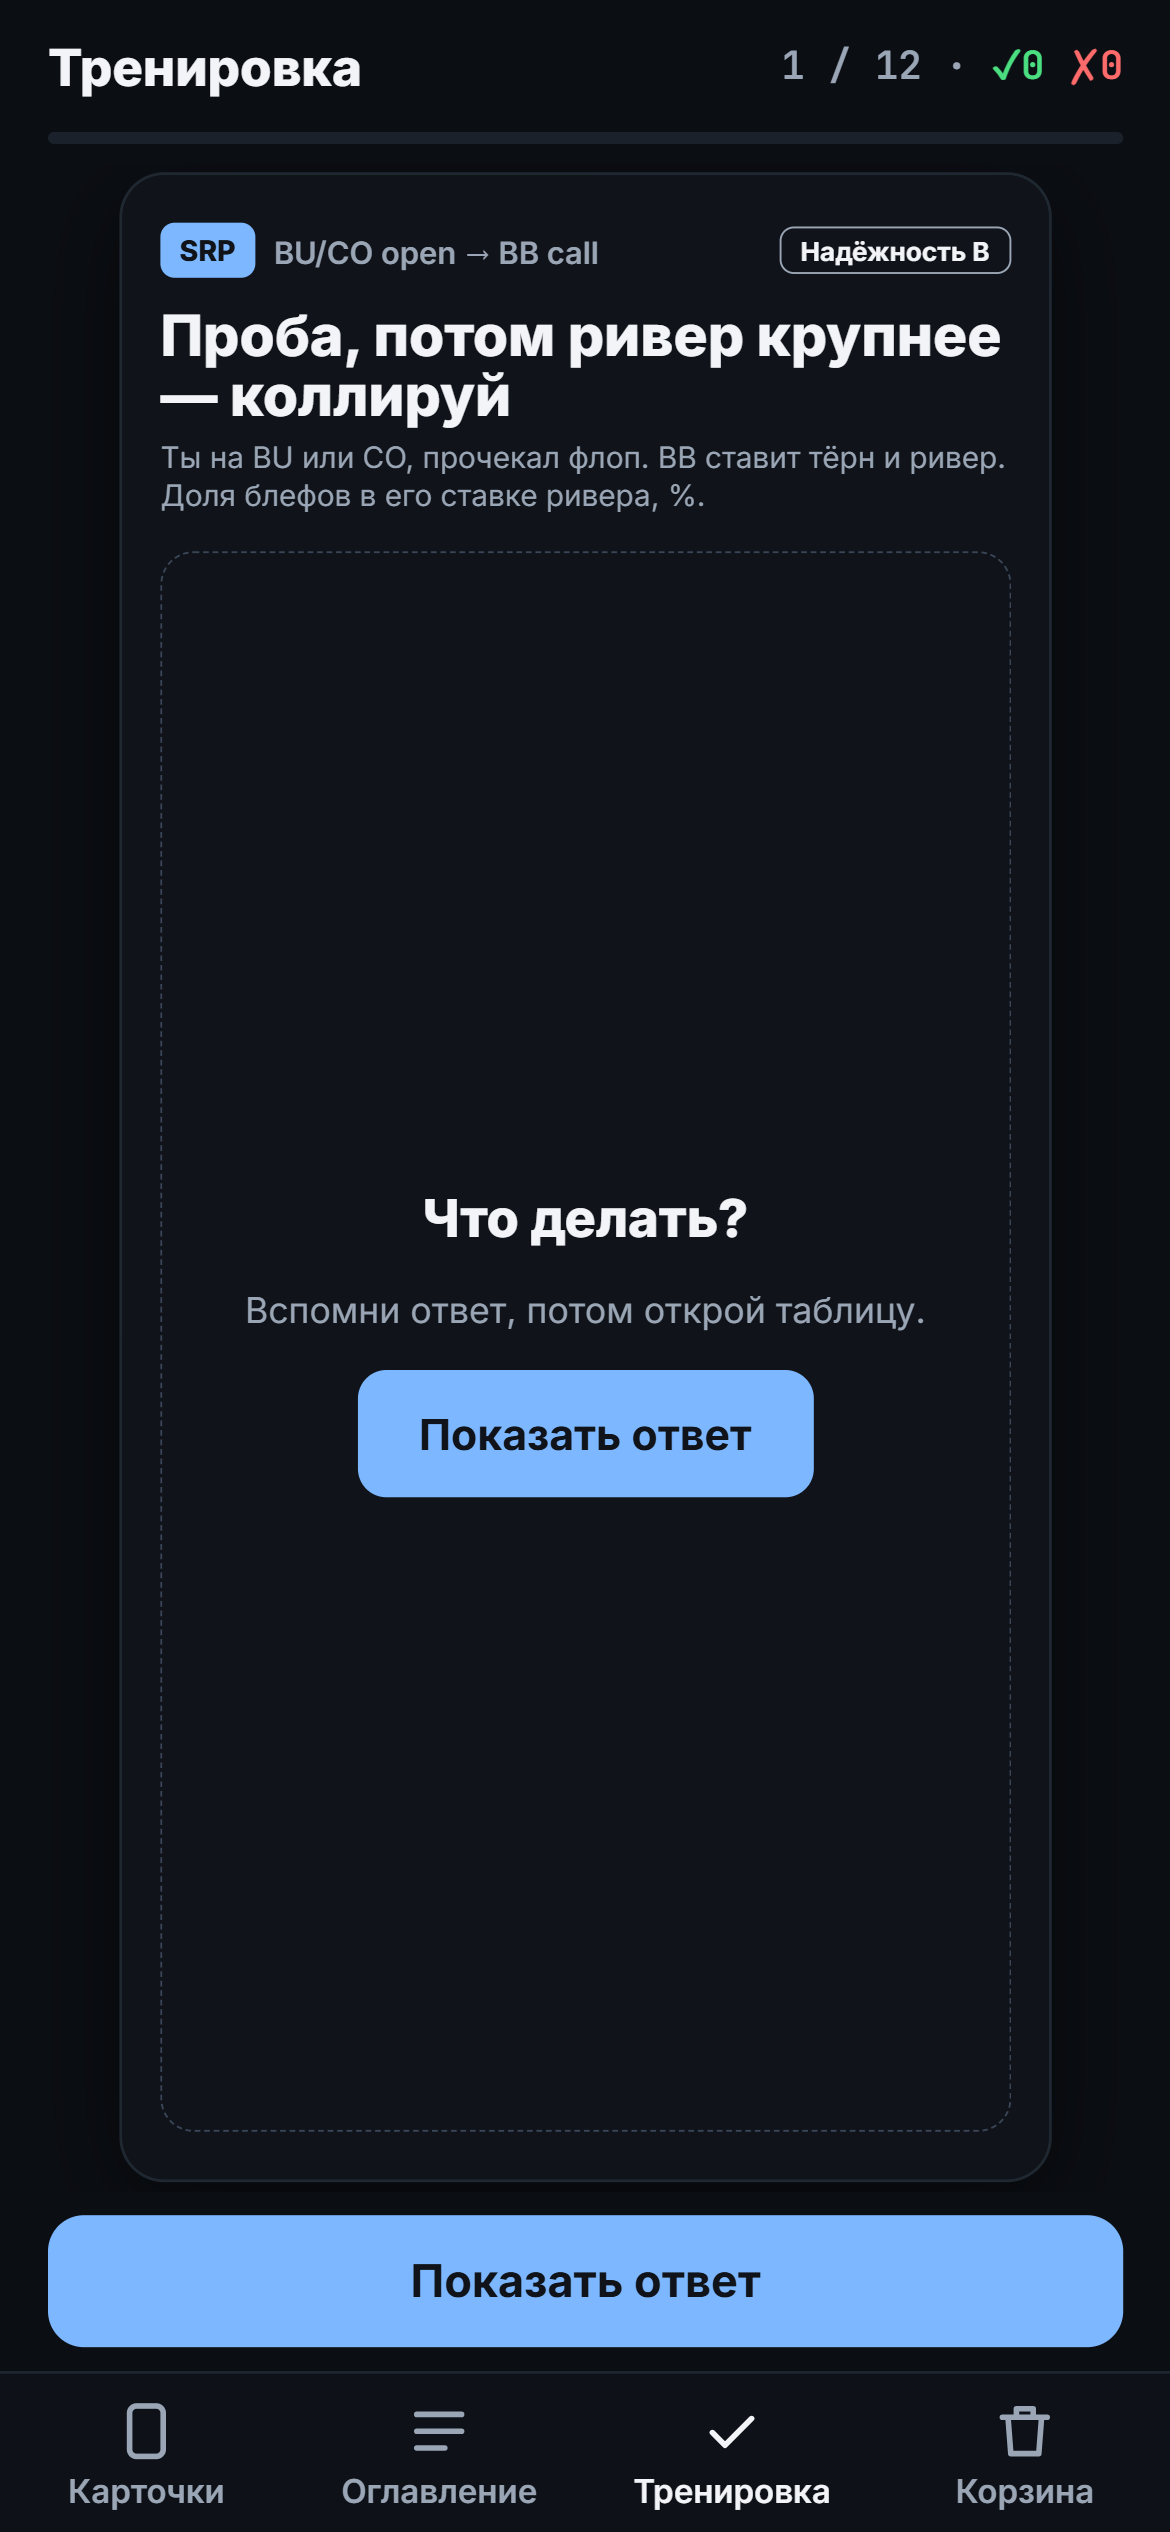 Тренировка
1 / 12 · ✓0 ✗0
SRP BU/CO open → BB call Надёжность B
Проба, потом ривер крупнее
— коллируй
Ты на BU или CO, прочекал флоп. BB ставит тёрн и ривер.
Доля блефов в его ставке ривера, %.
Что делать?
Вспомни ответ, потом открой таблицу.
Показать ответ
Показать ответ
Карточки Оглавление Тренировка Корзина